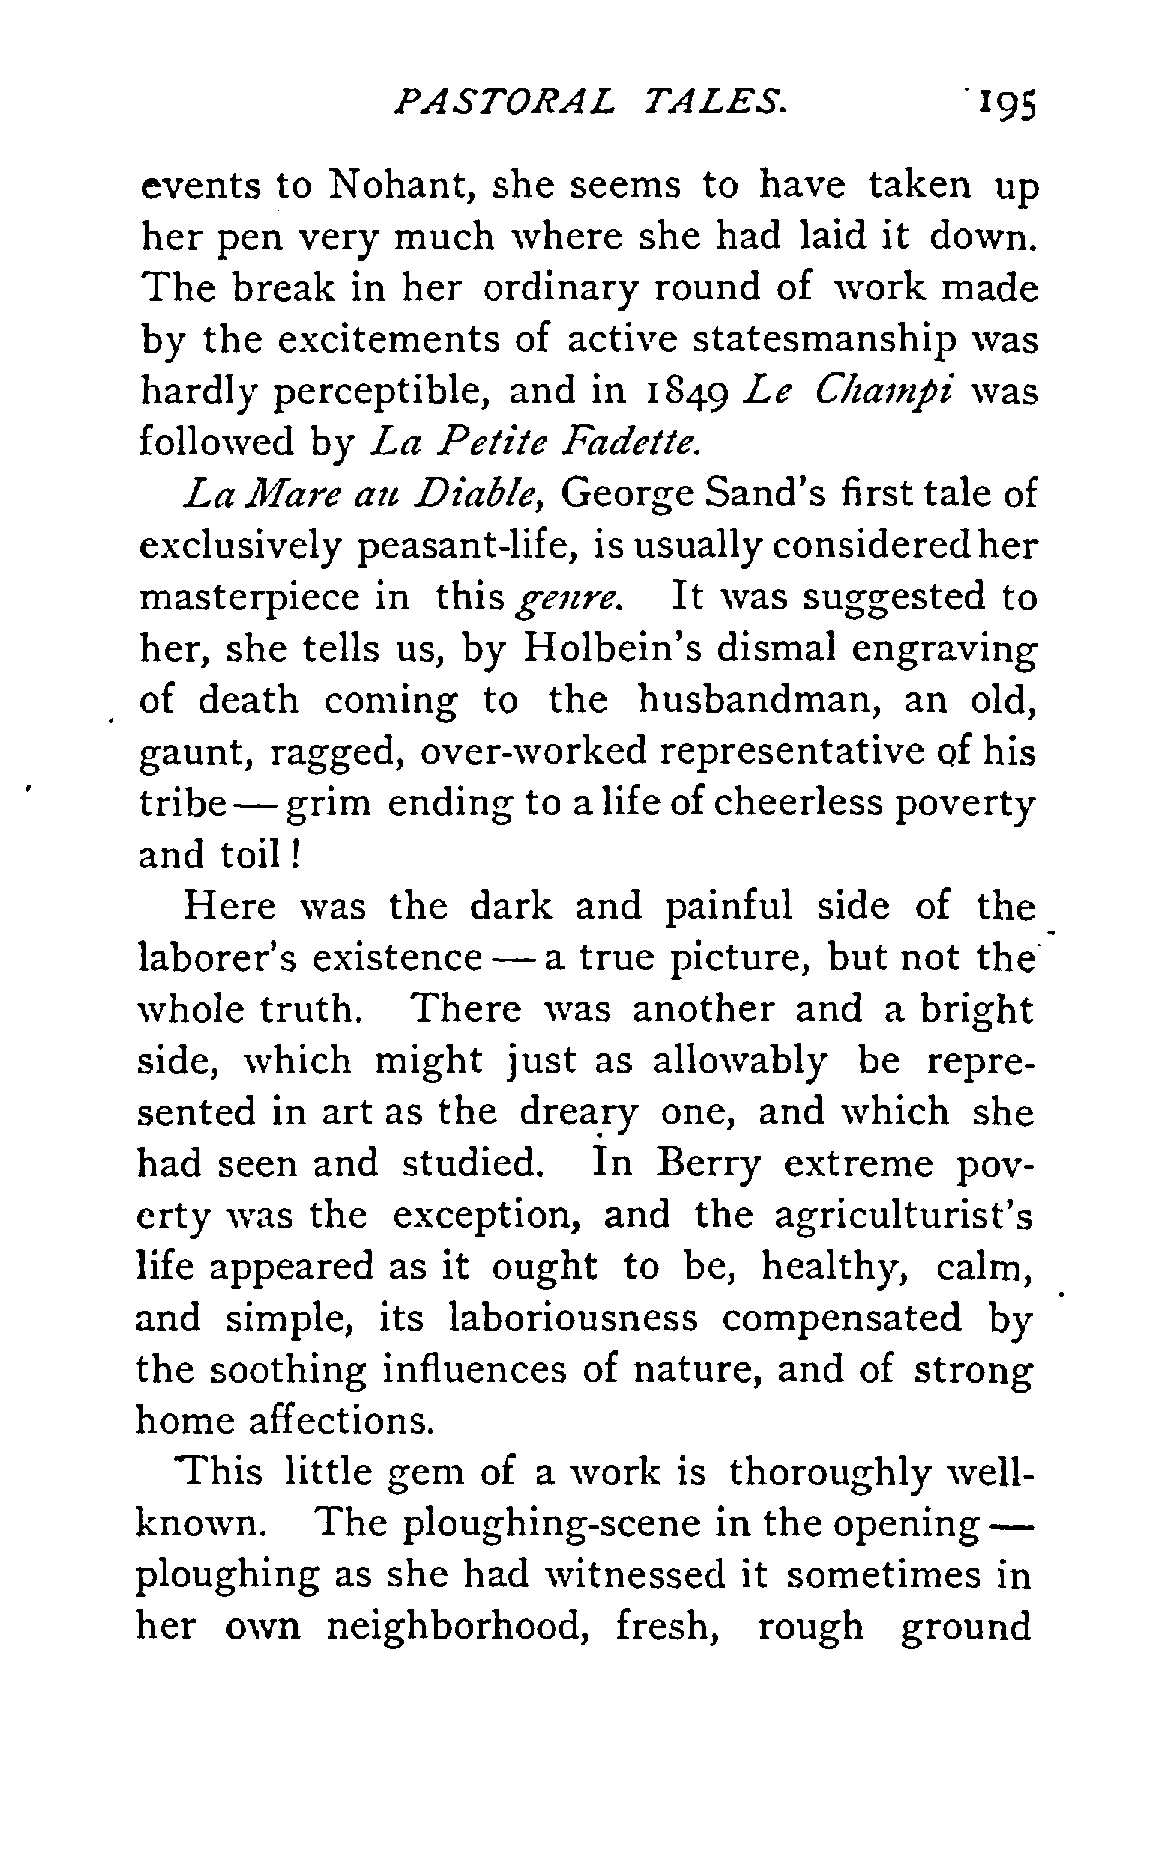 PASTORAL TALES. 195
events to Nohant, she seems to have taken up
her pen very much where she had laid it down.
The break in her ordinary round of work made
by the excitements of active statesmanship was
hardly perceptible, and in 1849 Le Champi was
followed by La Petite Fadette.
La Mare au Diable, George Sand's first tale of
exclusively peasant-life, is usually considered her
masterpiece in this genre. It was suggested to
her, she tells us, by Holbein's dismal engraving
of death coming to the husbandman, an old,
gaunt, ragged, over-worked representative of his
tribe — grim ending to a life of cheerless poverty
and toil !
Here was the dark and painful side of the
laborer's existence — a true picture, but not the
whole truth. There was another and a bright
side, which might just as allowably be repre-
sented in art as the dreary one, and which she
had seen and studied. In Berry extreme pov-
erty was the exception, and the agriculturist's
life appeared as it ought to be, healthy, calm,
and simple, its laboriousness compensated by
the soothing influences of nature, and of strong
home affections.
This little gem of a work is thoroughly well-
known. The ploughing-scene in the opening —
ploughing as she had witnessed it sometimes in
her own neighborhood, fresh, rough ground